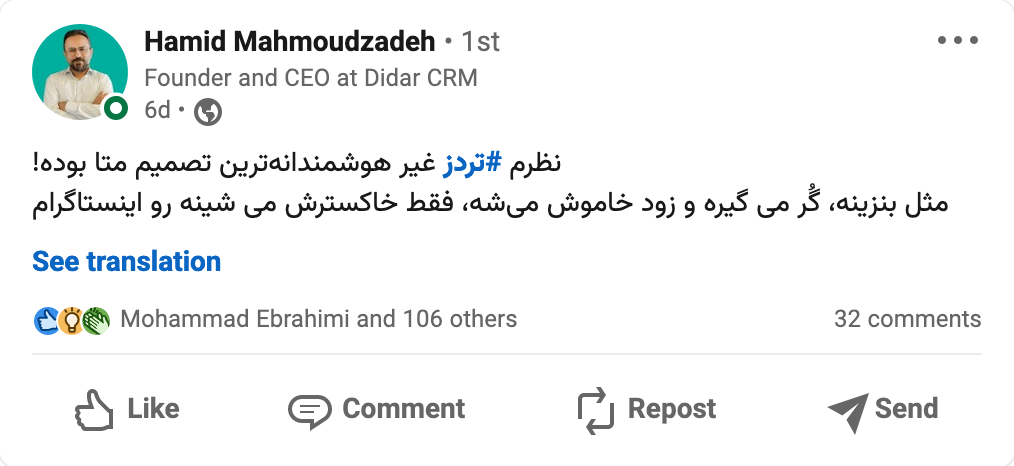 Hamid Mahmoudzadeh • 1st
Founder and CEO at Didar CRM
6d •
نظرم #تردز غیر هوشمندانه‌ترین تصمیم متا بوده!
مثل بنزینه، گُر می گیره و زود خاموش می‌شه، فقط خاکسترش می شینه رو اینستاگرام
See translation
Mohammad Ebrahimi and 106 others
32 comments
Like
Comment
Repost
Send